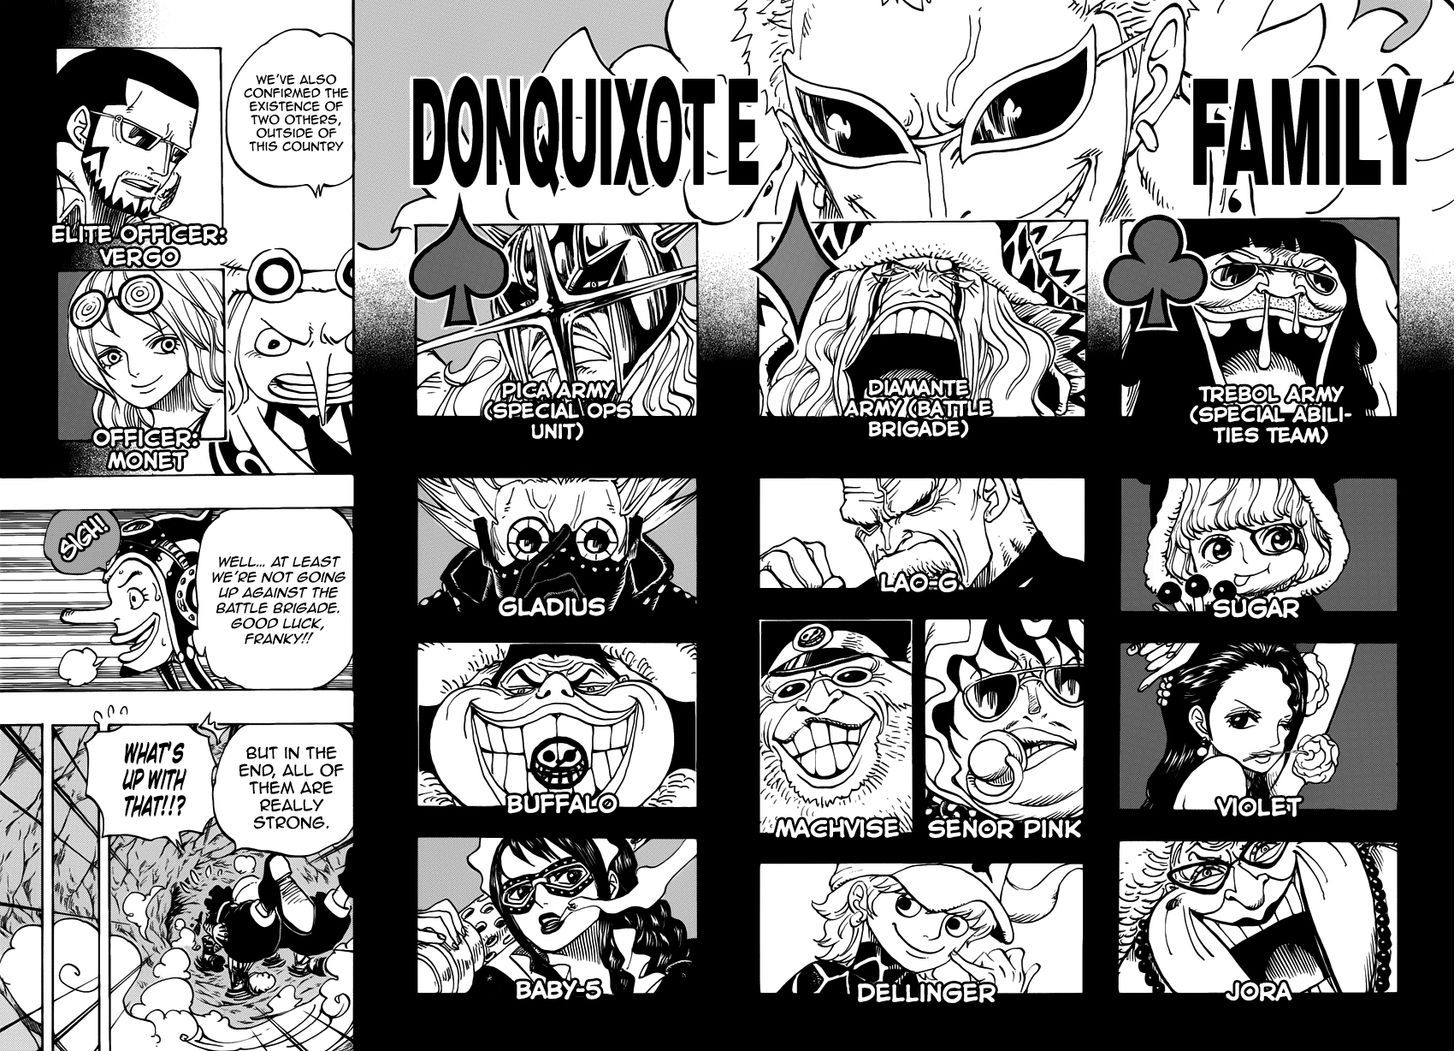 DONQUIXOTE FAMILY
PICA ARMY
(SPECIAL OPS
UNIT)
DIAMANTE
ARMY (BATTLE
BRIGADE)
TREBOL ARMY
(SPECIAL ABILI-
TIES TEAM)
GLADIUS
LAO-G
SUGAR
BUFFALO
MACHVISE
SENOR PINK
VIOLET
BABY-5
DELLINGER
JORA
WE'VE ALSO
CONFIRMED THE
EXISTENCE OF
TWO OTHERS,
OUTSIDE OF
THIS COUNTRY
ELITE OFFICER:
VERGO
OFFICER:
MONET
WELL... AT LEAST
WE'RE NOT GOING
UP AGAINST THE
BATTLE BRIGADE.
GOOD LUCK,
FRANKY!!
SIGH!
BUT IN THE
END, ALL OF
THEM ARE
REALLY
STRONG.
WHAT'S
UP WITH
THAT!!?